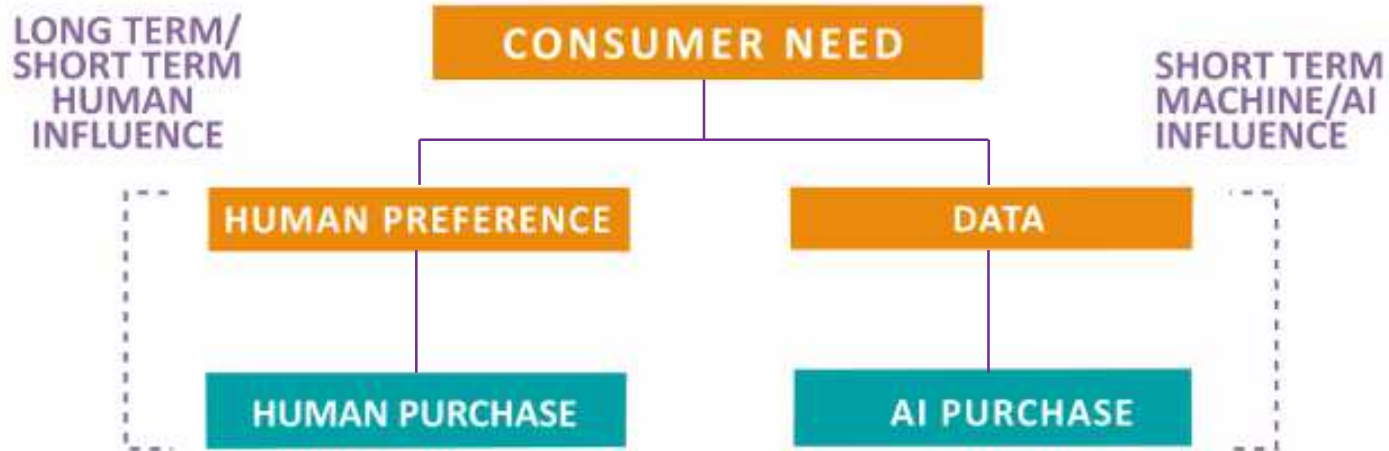 LONG TERM/
SHORT TERM
HUMAN
INFLUENCE
CONSUMER NEED
SHORT TERM
MACHINE/AI
INFLUENCE
HUMAN PREFERENCE
DATA
HUMAN PURCHASE
AI PURCHASE